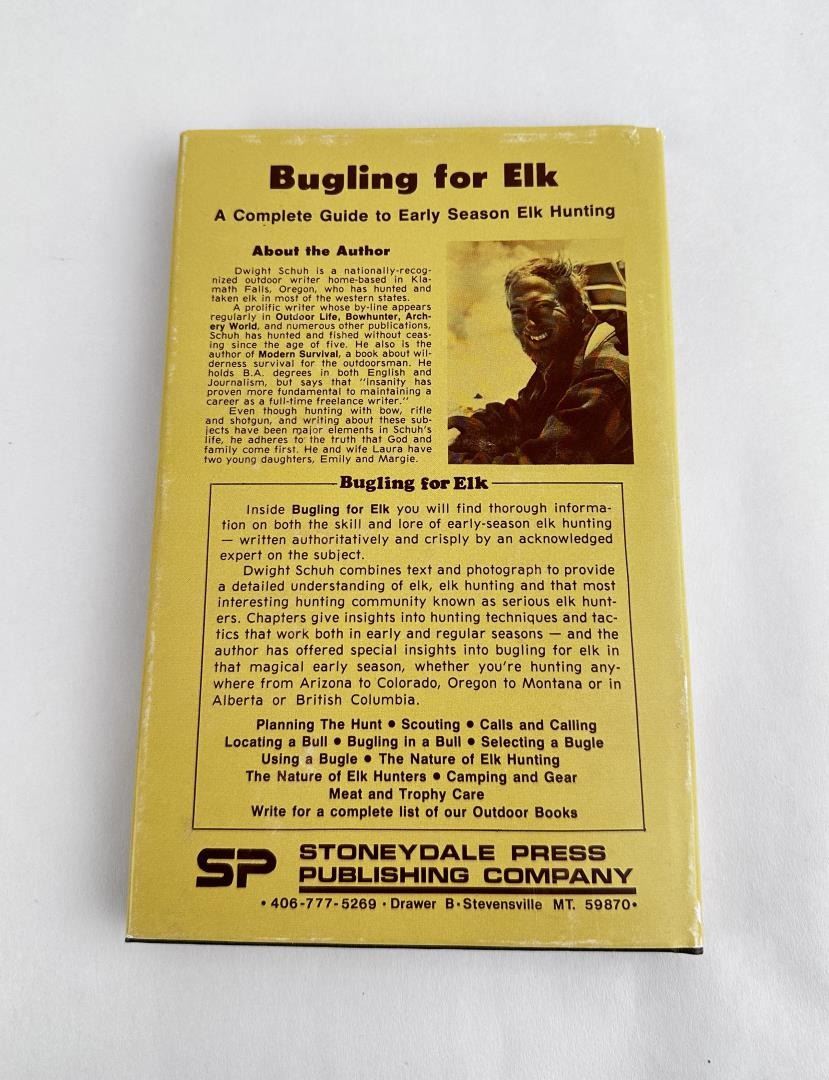 Bugling for Elk
A Complete Guide to Early Season Elk Hunting
About the Author
Dwight Schuh is a nationally-recog-
nized outdoor writer home-based in Kla-
math Falls, Oregon, who has hunted and
taken elk in most of the western states.
A prolific writer whose by-line appears
regularly in Outdoor Life, Bowhunter, Arch-
ery World, and numerous other publications,
Schuh has hunted and fished without ceas-
ing since the age of five. He also is the
author of Modern Survival, a book about wil-
derness survival for the outdoorsman. He
holds B.A. degrees in both English and
Journalism, but says that "insanity has
proven more fundamental to maintaining a
career as a full-time freelance writer."
Even though hunting with bow, rifle
and shotgun, and writing about these sub-
jects have been major elements in Schuh's
life, he adheres to the truth that God and
family come first. He and wife Laura have
two young daughters, Emily and Margie.
Bugling for Elk
Inside Bugling for Elk you will find thorough informa-
tion on both the skill and lore of early-season elk hunting
— written authoritatively and crisply by an acknowledged
expert on the subject.
Dwight Schuh combines text and photograph to provide
a detailed understanding of elk, elk hunting and that most
interesting hunting community known as serious elk hunt-
ers. Chapters give insights into hunting techniques and tac-
tics that work both in early and regular seasons — and the
author has offered special insights into bugling for elk in
that magical early season, whether you're hunting any-
where from Arizona to Colorado, Oregon to Montana or in
Alberta or British Columbia.
Planning The Hunt • Scouting • Calls and Calling
Locating a Bull • Bugling in a Bull • Selecting a Bugle
Using a Bugle • The Nature of Elk Hunting
The Nature of Elk Hunters • Camping and Gear
Meat and Trophy Care
Write for a complete list of our Outdoor Books
SP STONEYDALE PRESS
PUBLISHING COMPANY
• 406-777-5269 • Drawer B • Stevensville MT. 59870 •